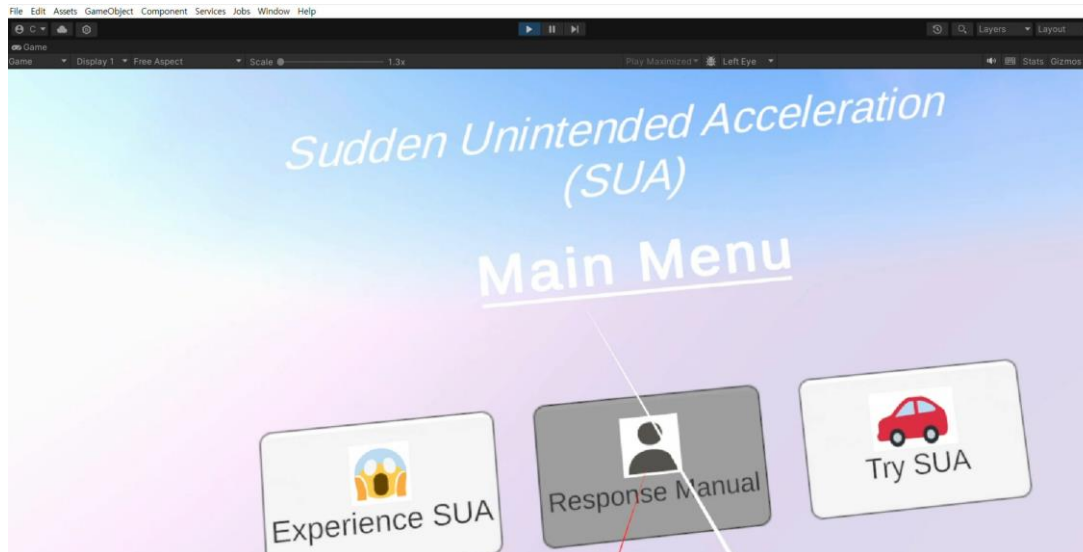 File Edit Assets GameObject Component Services Jobs Window Help
C Layers Layout
Game
Game Display 1 Free Aspect Scale 1.3x Play Maximized Left Eye Stats Gizmos
Sudden Unintended Acceleration
(SUA)
Main Menu
Experience SUA
Response Manual
Try SUA